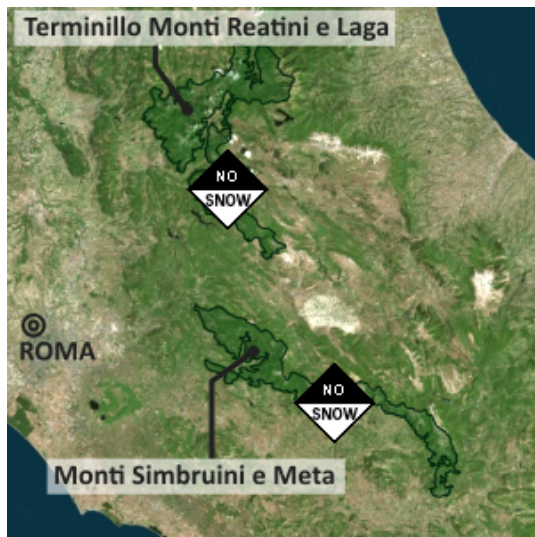 Terminillo Monti Reatini e Laga
NO
SNOW
ROMA
NO
SNOW
Monti Simbruini e Meta